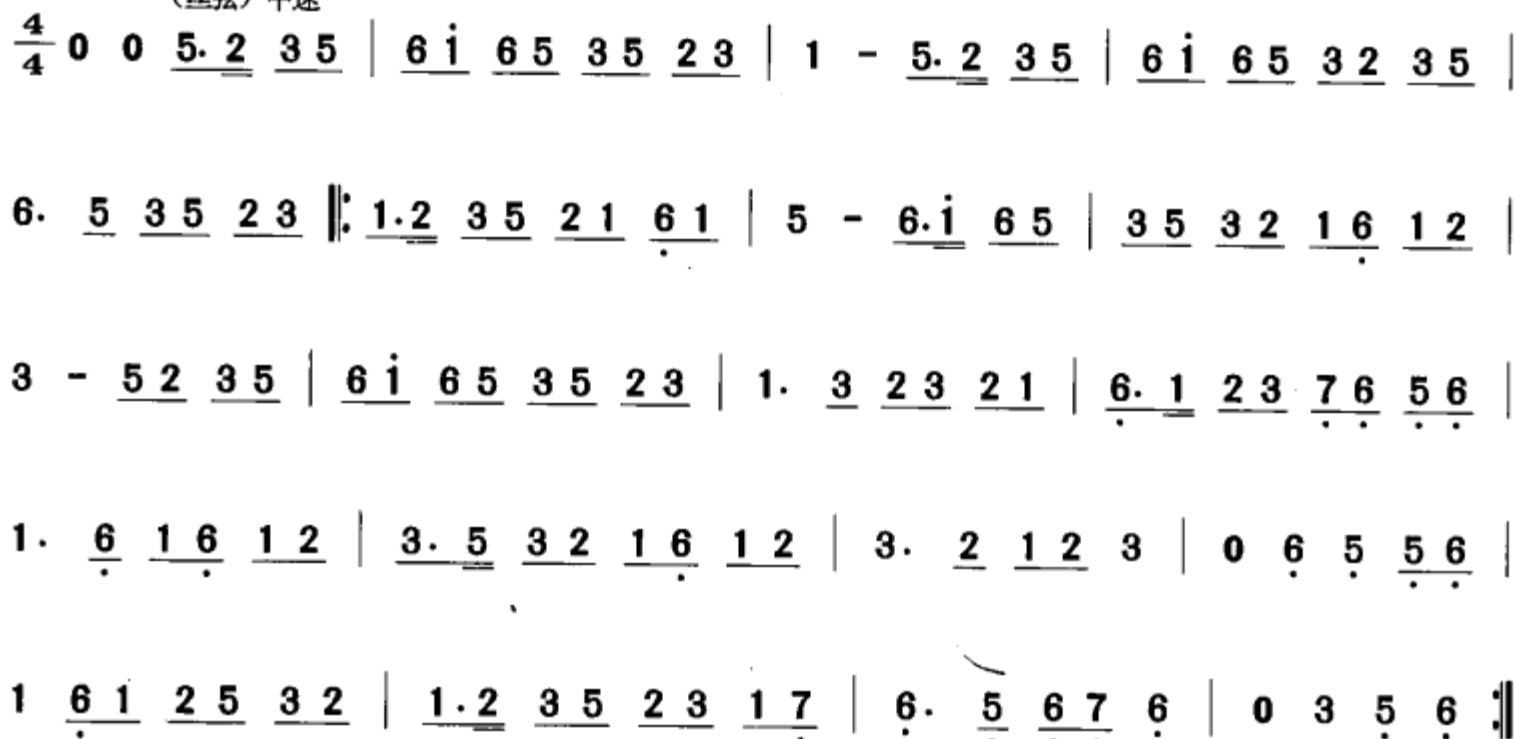 (丝弦) 中速
4/4 0 0 5. 2 3 5 | 6 i 6 5 3 5 2 3 | 1 - 5. 2 3 5 | 6 i 6 5 3 2 3 5 |
6. 5 3 5 2 3 ‖: 1. 2 3 5 2 1 6 1 | 5 - 6. i 6 5 | 3 5 3 2 1 6 1 2 |
3 - 5 2 3 5 | 6 i 6 5 3 5 2 3 | 1. 3 2 3 2 1 | 6. 1 2 3 7 6 5 6 |
1. 6 1 6 1 2 | 3. 5 3 2 1 6 1 2 | 3. 2 1 2 3 | 0 6 5 5 6 |
1 6 1 2 5 3 2 | 1. 2 3 5 2 3 1 7 | 6. 5 6 7 6 | 0 3 5 6 :‖